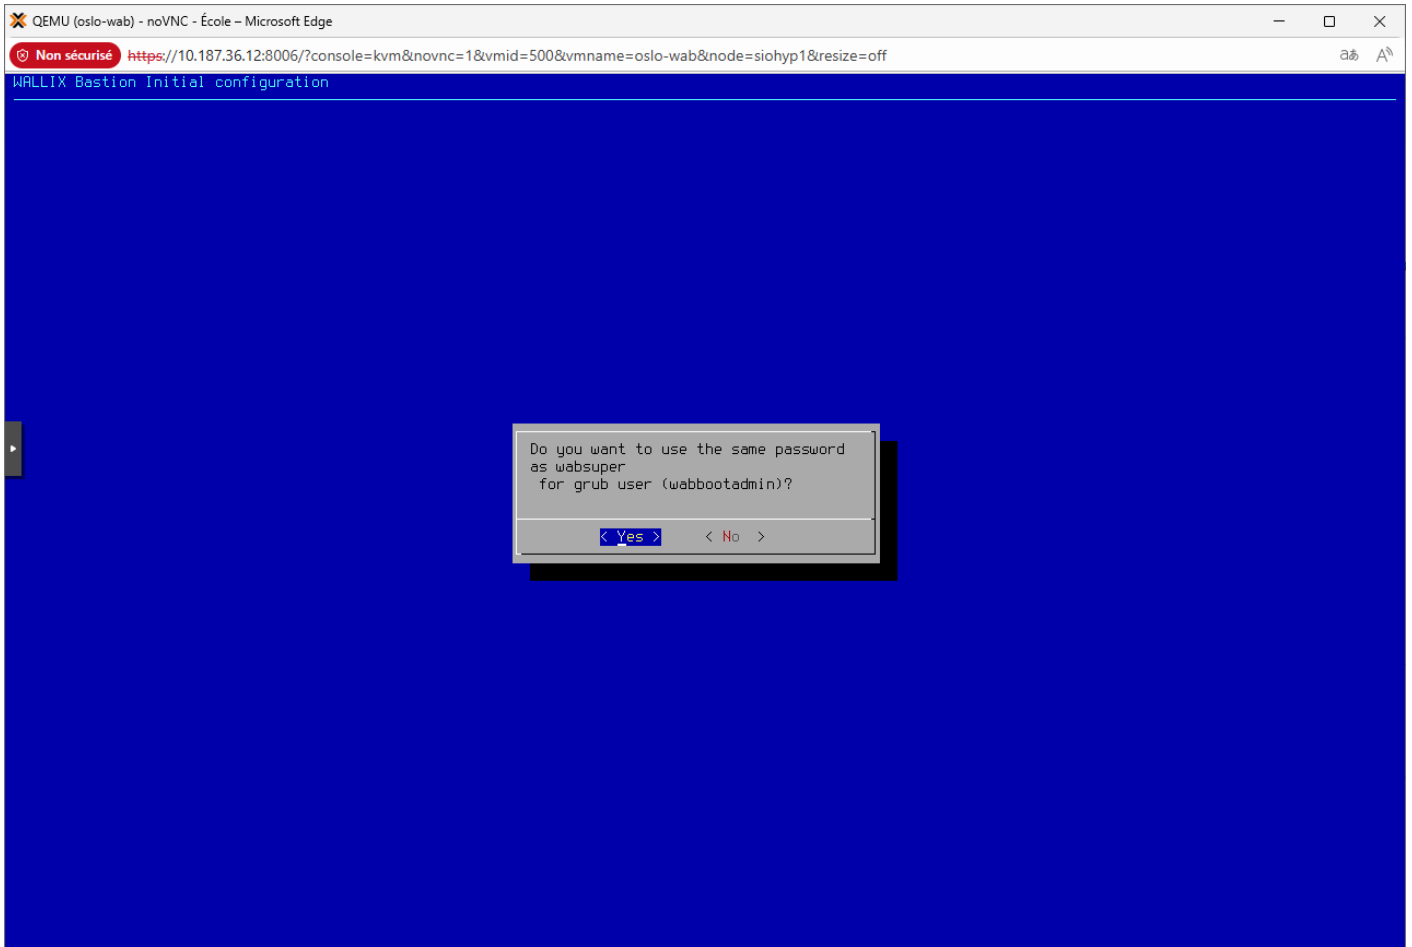 QEMU (oslo-wab) - noVNC - École – Microsoft Edge
Non sécurisé https://10.187.36.12:8006/?console=kvm&novnc=1&vmid=500&vmname=oslo-wab&node=siohyp1&resize=off
WALLIX Bastion Initial configuration
Do you want to use the same password
as wabsuper
for grub user (wabbootadmin)?
< Yes > < No >